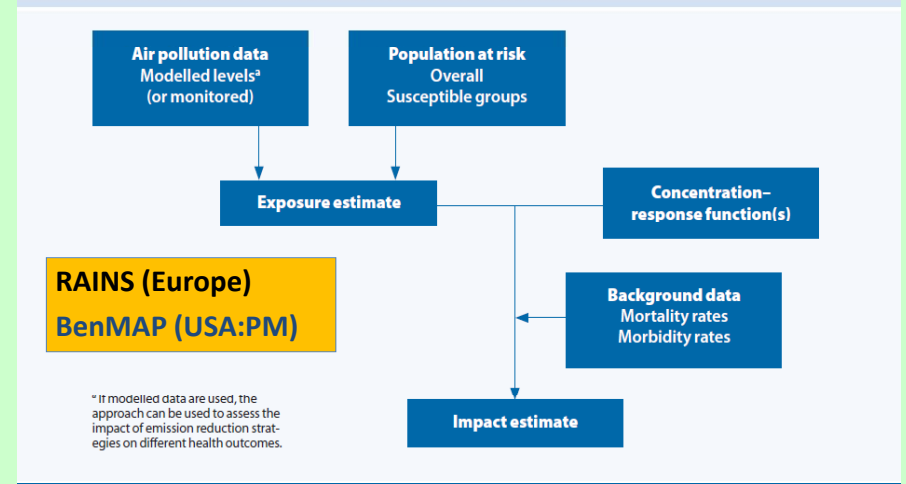 Air pollution data
Modelled levelsᵃ
(or monitored)
Population at risk
Overall
Susceptible groups
Exposure estimate
Concentration–
response function(s)
RAINS (Europe)
BenMAP (USA:PM)
Background data
Mortality rates
Morbidity rates
ᵃ If modelled data are used, the
approach can be used to assess the
impact of emission reduction strat-
egies on different health outcomes.
Impact estimate